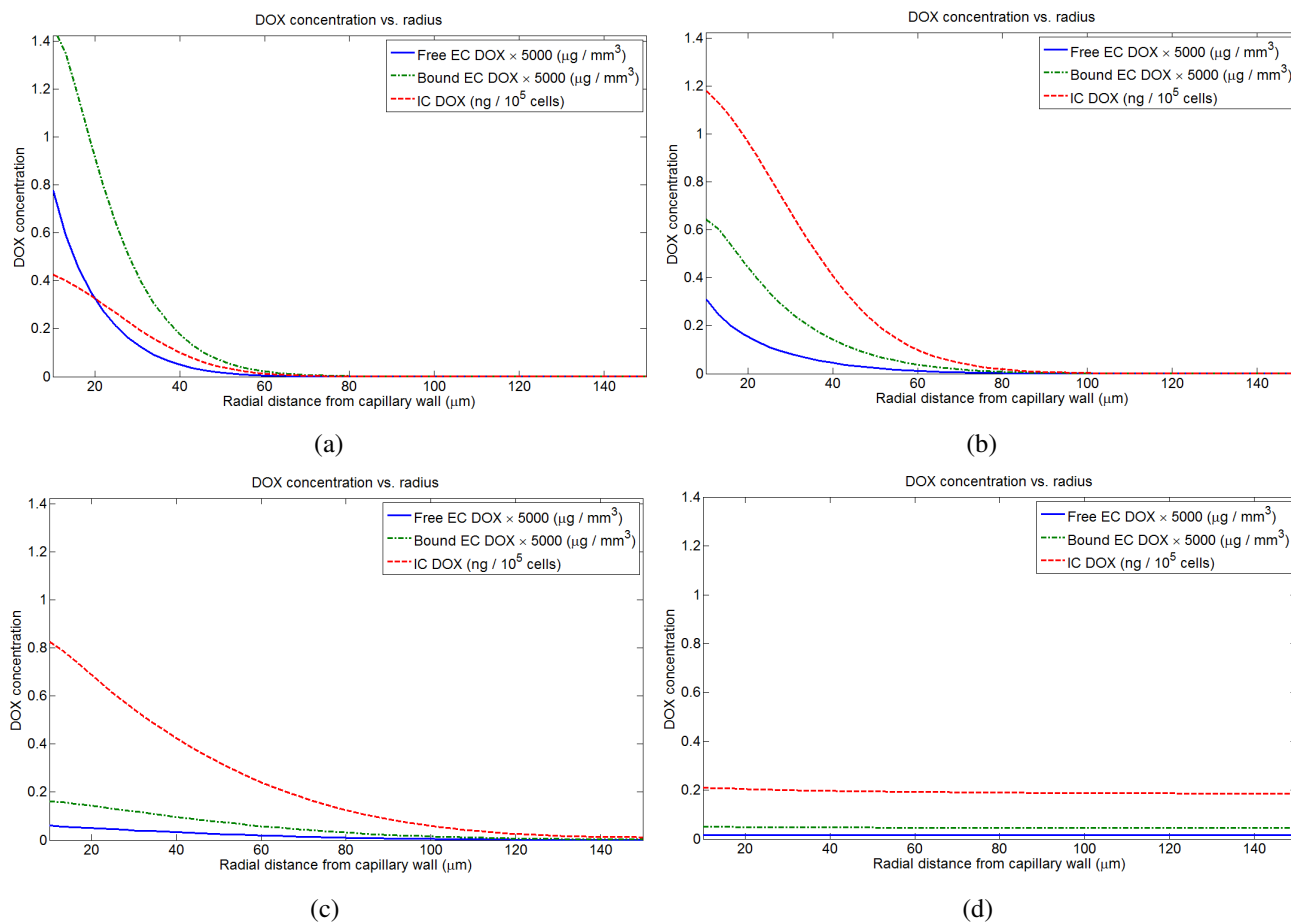 DOX concentration vs. radius
DOX concentration
1.4
1.2
1
0.8
0.6
0.4
0.2
0
Free EC DOX × 5000 (μg / mm³)
Bound EC DOX × 5000 (μg / mm³)
IC DOX (ng / 10⁵ cells)
20 40 60 80 100 120 140
Radial distance from capillary wall (μm)
(a)
DOX concentration vs. radius
DOX concentration
1.4
1.2
1
0.8
0.6
0.4
0.2
0
Free EC DOX × 5000 (μg / mm³)
Bound EC DOX × 5000 (μg / mm³)
IC DOX (ng / 10⁵ cells)
20 40 60 80 100 120 140
Radial distance from capillary wall (μm)
(b)
DOX concentration vs. radius
DOX concentration
1.4
1.2
1
0.8
0.6
0.4
0.2
0
Free EC DOX × 5000 (μg / mm³)
Bound EC DOX × 5000 (μg / mm³)
IC DOX (ng / 10⁵ cells)
20 40 60 80 100 120 140
Radial distance from capillary wall (μm)
(c)
DOX concentration vs. radius
DOX concentration
1.4
1.2
1
0.8
0.6
0.4
0.2
0
Free EC DOX × 5000 (μg / mm³)
Bound EC DOX × 5000 (μg / mm³)
IC DOX (ng / 10⁵ cells)
20 40 60 80 100 120 140
Radial distance from capillary wall (μm)
(d)